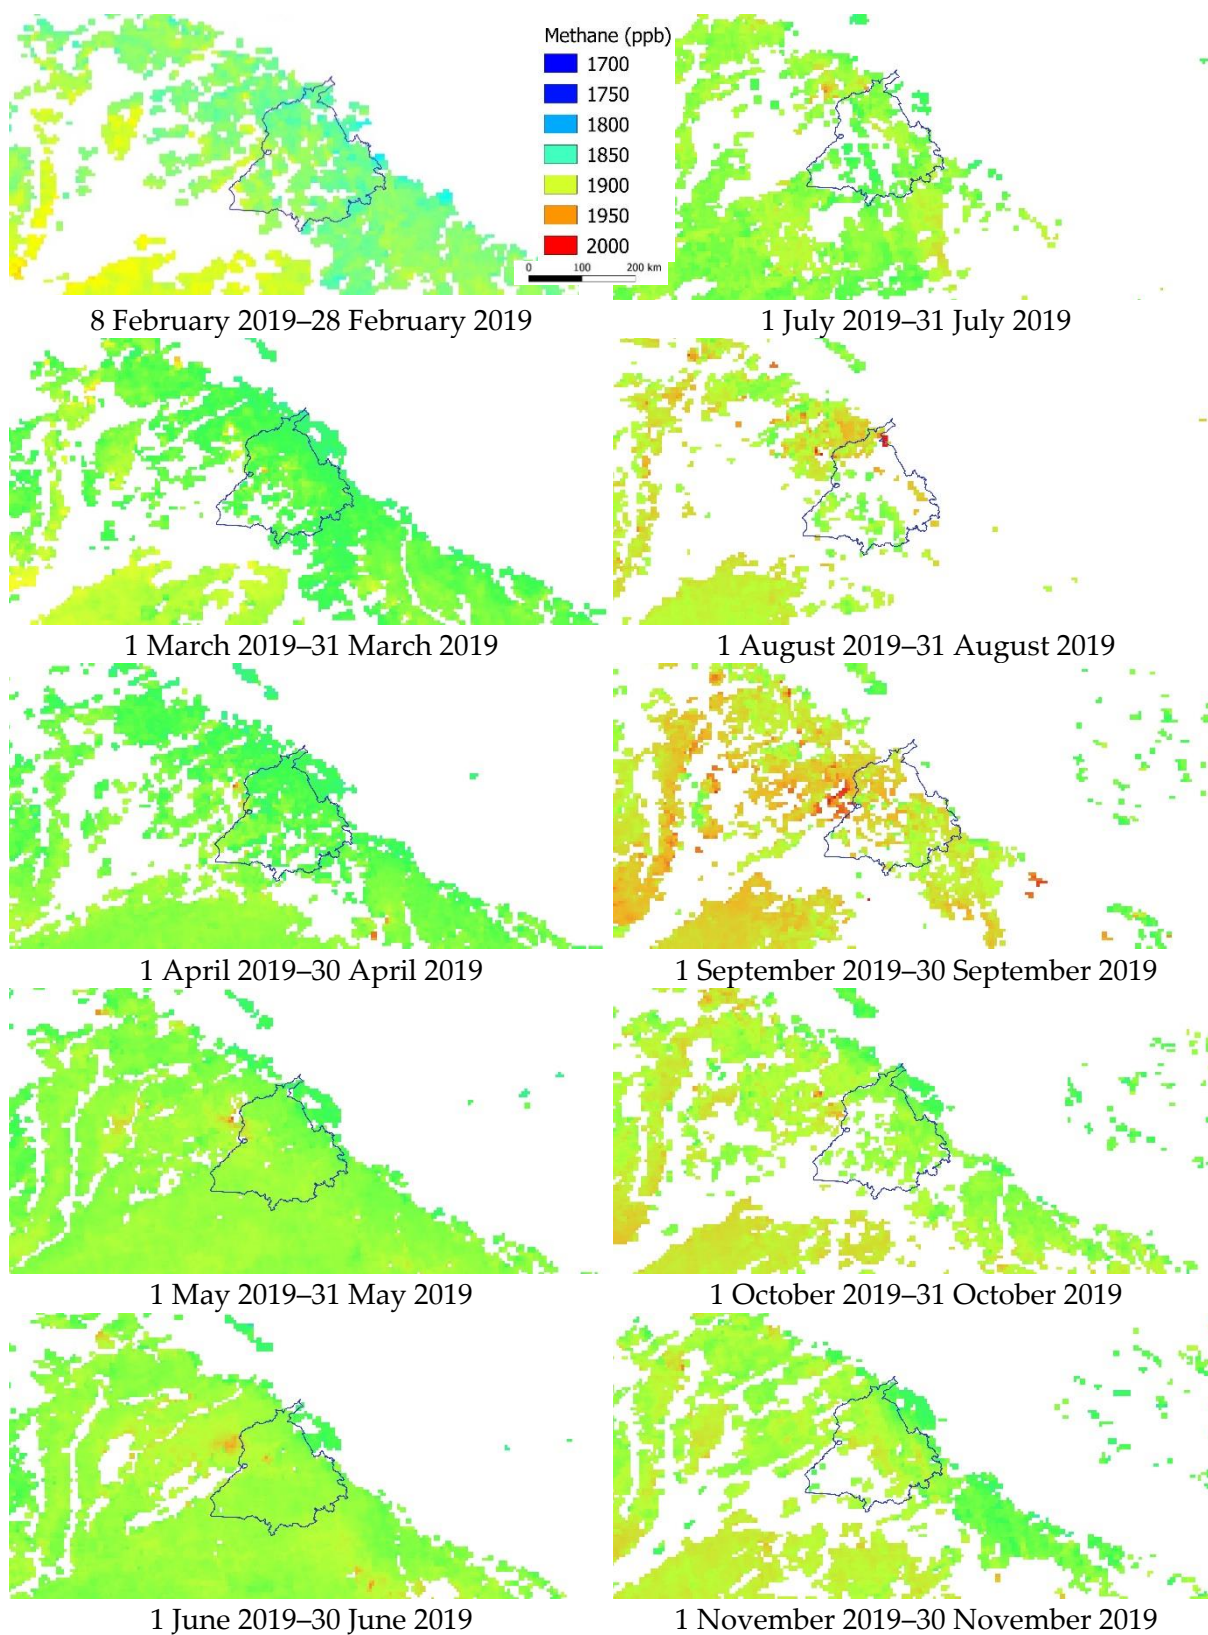 Methane (ppb)
1700
1750
1800
1850
1900
1950
2000
0 100 200 km
8 February 2019–28 February 2019
1 July 2019–31 July 2019
1 March 2019–31 March 2019
1 August 2019–31 August 2019
1 April 2019–30 April 2019
1 September 2019–30 September 2019
1 May 2019–31 May 2019
1 October 2019–31 October 2019
1 June 2019–30 June 2019
1 November 2019–30 November 2019